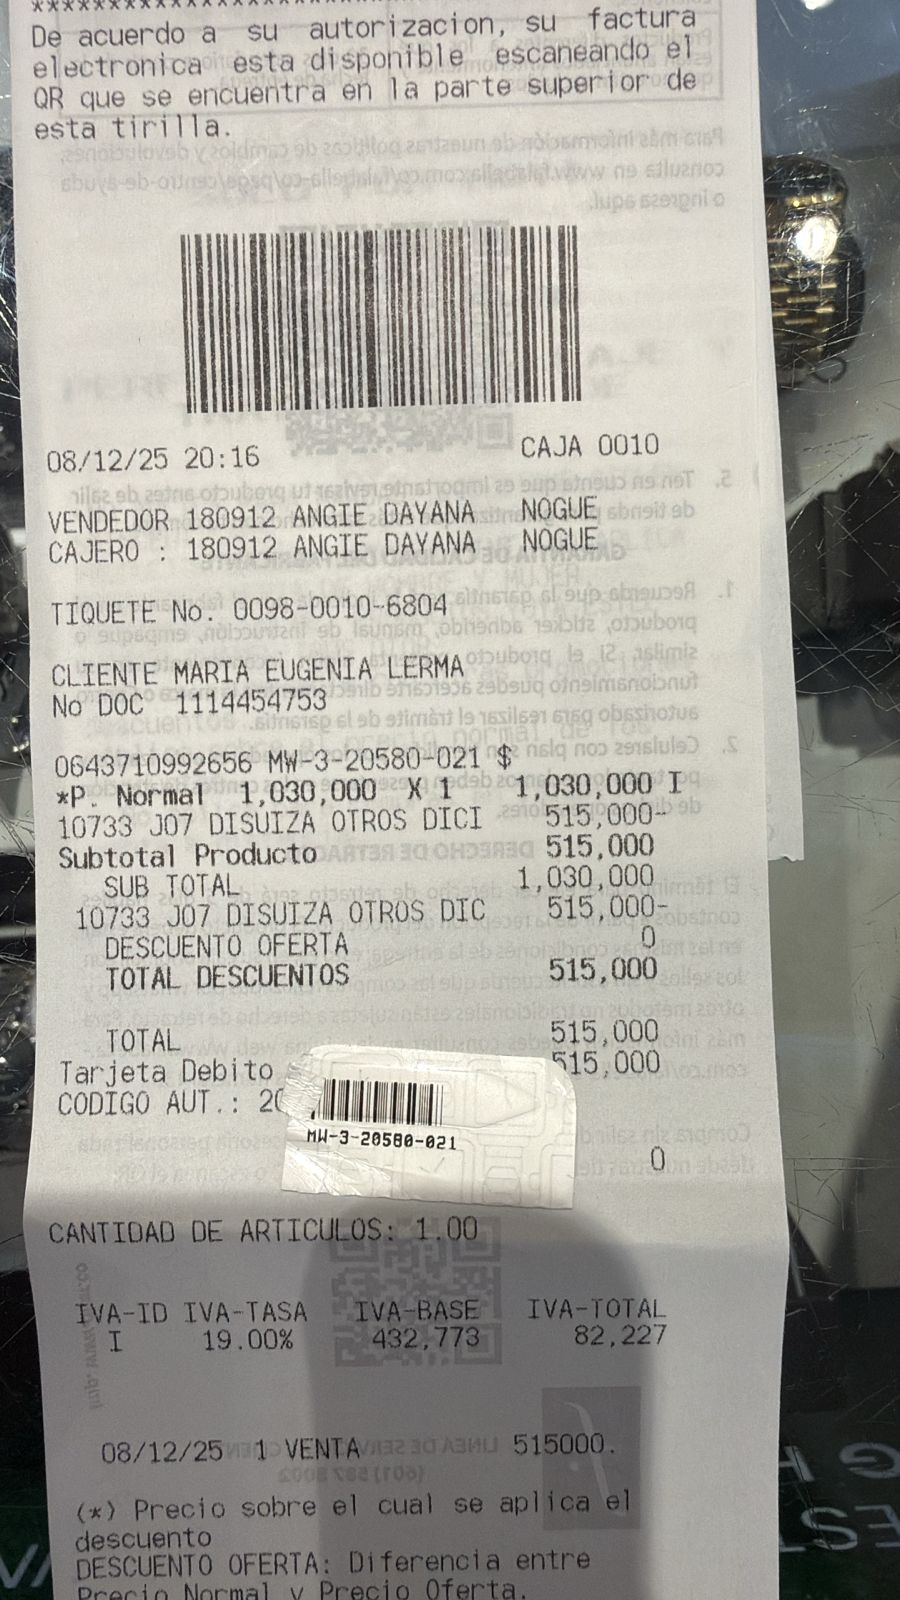 De acuerdo a su autorizacion, su factura
electronica esta disponible escaneando el
QR que se encuentra en la parte superior de
esta tirilla.
08/12/25 20:16 CAJA 0010
VENDEDOR 180912 ANGIE DAYANA NOGUE
CAJERO : 180912 ANGIE DAYANA NOGUE
TIQUETE No. 0098-0010-6804
CLIENTE MARIA EUGENIA LERMA
No DOC 1114454753
0643710992656 MW-3-20580-021 $
*P. Normal 1,030,000 X 1 1,030,000 I
10733 J07 DISUIZA OTROS DICI 515,000-
Subtotal Producto 515,000
SUB TOTAL 1,030,000
10733 J07 DISUIZA OTROS DIC 515,000-
DESCUENTO OFERTA 0
TOTAL DESCUENTOS 515,000
TOTAL 515,000
Tarjeta Debito 515,000
CODIGO AUT.: 20
MW-3-20580-021
0
CANTIDAD DE ARTICULOS: 1.00
IVA-ID IVA-TASA IVA-BASE IVA-TOTAL
I 19.00% 432,773 82,227
08/12/25 1 VENTA 515000.
(*) Precio sobre el cual se aplica el
descuento
DESCUENTO OFERTA: Diferencia entre
Precio Normal y Precio Oferta.